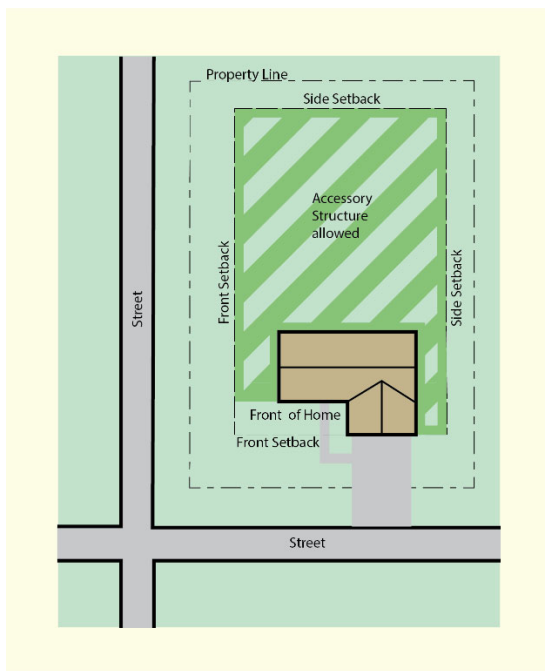 Property Line
Side Setback
Accessory
Structure
allowed
Front Setback
Side Setback
Street
Front of Home
Front Setback
Street